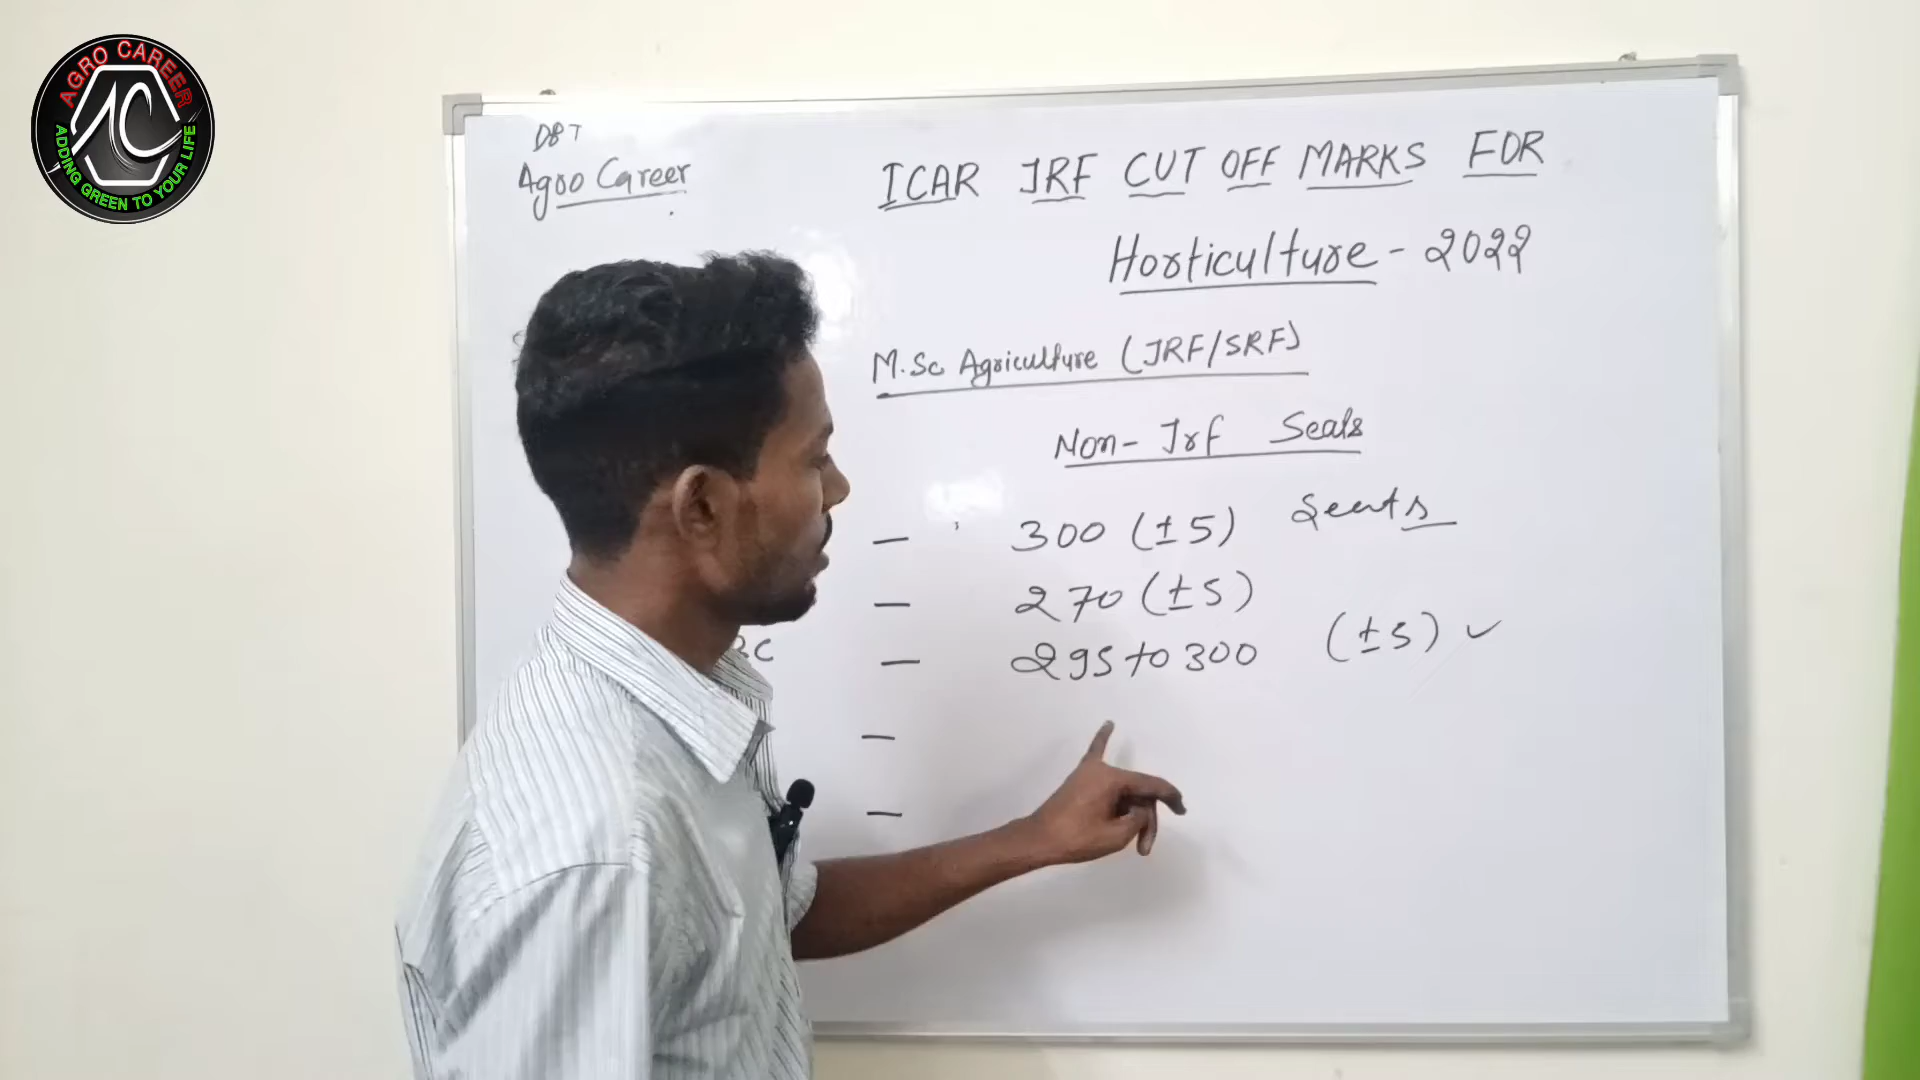 AGRO CAREER
AC
ADDING GREEN TO YOUR LIFE
DBT
Agro Career
ICAR JRF CUT OFF MARKS FOR
Horticulture - 2022
M.Sc Agriculture (JRF/SRF)
Non-Jrf Seats
— 300 (±5) Seats
— 270 (±5)
— 295 to 300 (±5) ✓
—
—